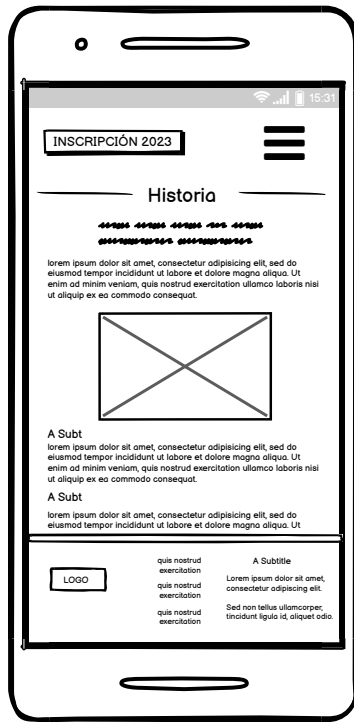 15:31
INSCRIPCIÓN 2023
Historia
lorem ipsum dolor sit amet, consectetur adipisicing elit, sed do
eiusmod tempor incididunt ut labore et dolore magna aliqua. Ut
enim ad minim veniam, quis nostrud exercitation ullamco laboris nisi
ut aliquip ex ea commodo consequat.
A Subt
lorem ipsum dolor sit amet, consectetur adipisicing elit, sed do
eiusmod tempor incididunt ut labore et dolore magna aliqua. Ut
enim ad minim veniam, quis nostrud exercitation ullamco laboris nisi
ut aliquip ex ea commodo consequat.
A Subt
lorem ipsum dolor sit amet, consectetur adipisicing elit, sed do
eiusmod tempor incididunt ut labore et dolore magna aliqua. Ut
LOGO
quis nostrud
exercitation
quis nostrud
exercitation
quis nostrud
exercitation
A Subtitle
Lorem ipsum dolor sit amet,
consectetur adipiscing elit.
Sed non tellus ullamcorper,
tincidunt ligula id, aliquet odio.